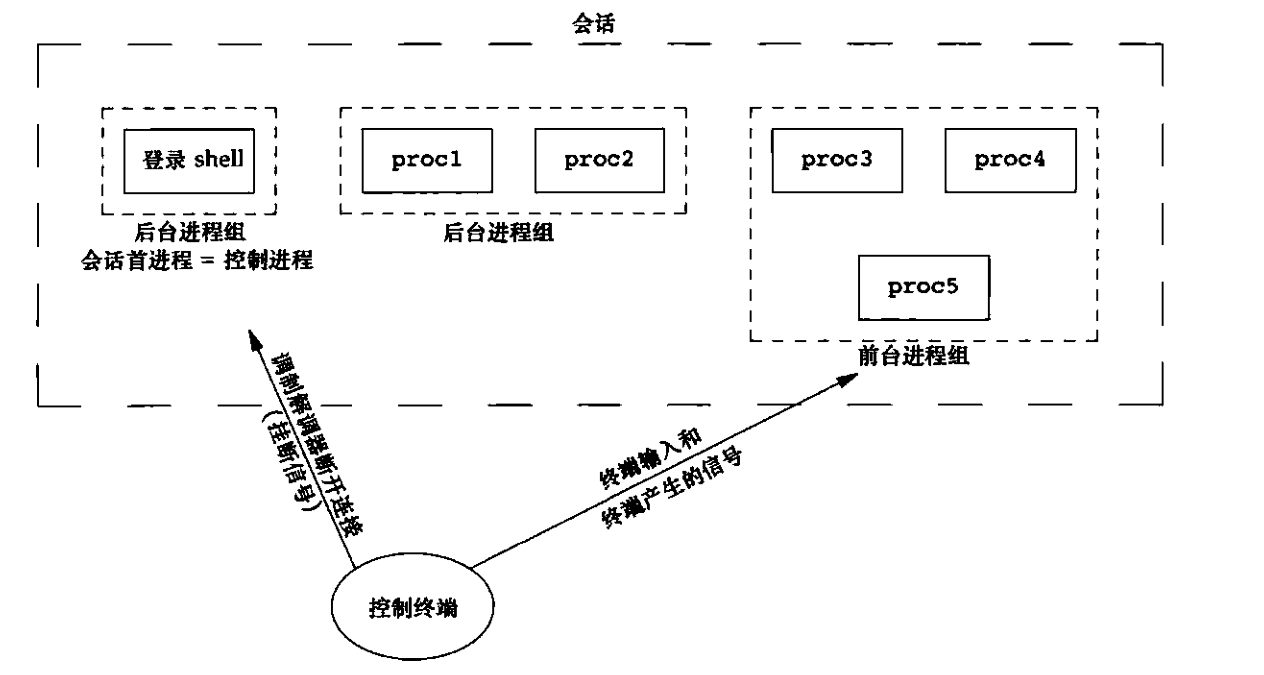 会话
登录 shell
proc1
proc2
proc3
proc4
后台进程组
会话首进程 = 控制进程
后台进程组
proc5
前台进程组
调制解调器断开连接
(挂断信号)
终端输入和
终端产生的信号
控制终端